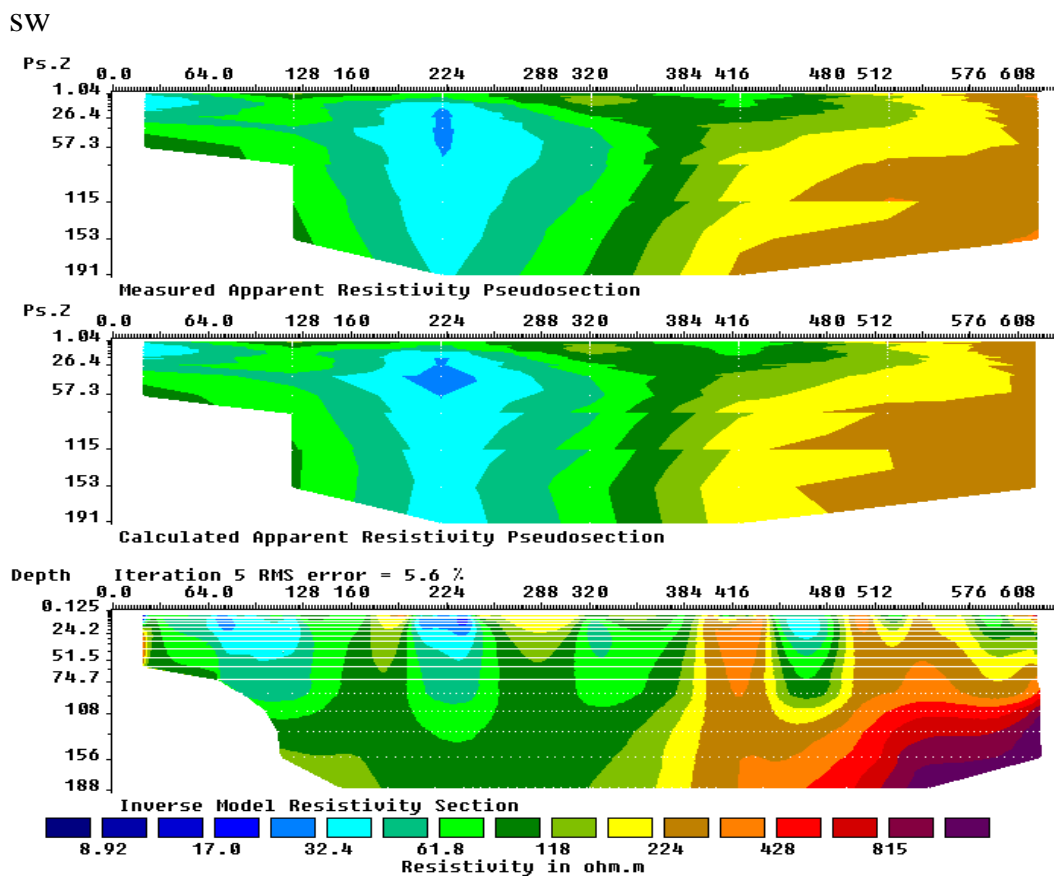 SW
Ps.Z
0.0 64.0 128 160 224 288 320 384 416 480 512 576 608
1.04
26.4
57.3
115
153
191
Measured Apparent Resistivity Pseudosection
Ps.Z
0.0 64.0 128 160 224 288 320 384 416 480 512 576 608
1.04
26.4
57.3
115
153
191
Calculated Apparent Resistivity Pseudosection
Depth Iteration 5 RMS error = 5.6 %
0.0 64.0 128 160 224 288 320 384 416 480 512 576 608
0.125
24.2
51.5
74.7
108
156
188
Inverse Model Resistivity Section
8.92 17.0 32.4 61.8 118 224 428 815
Resistivity in ohm.m